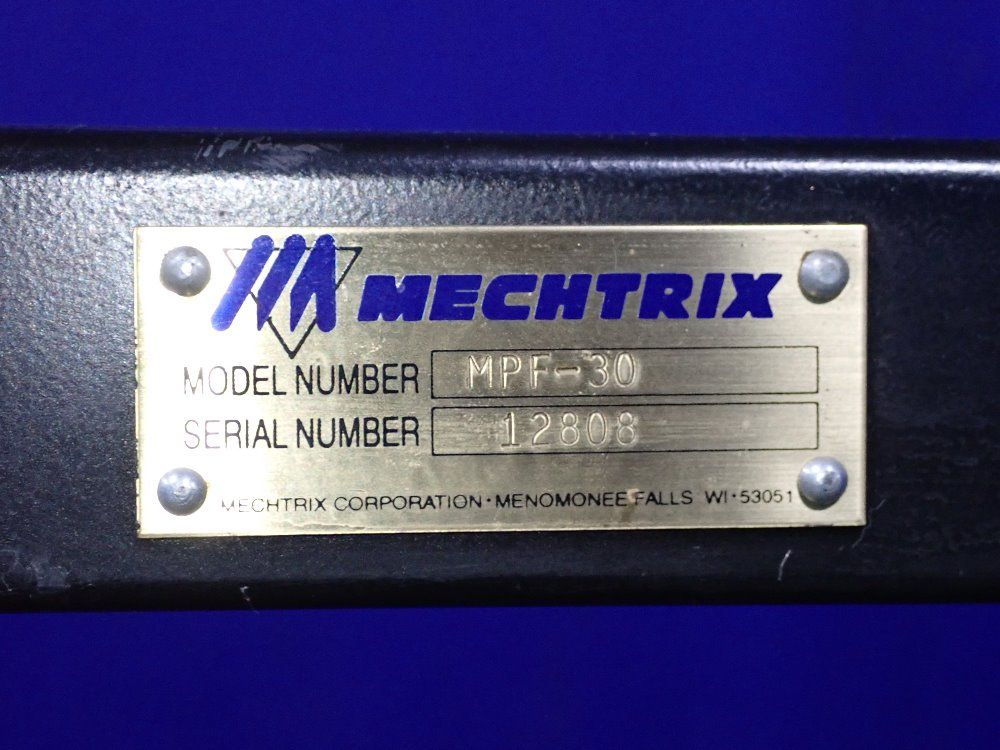 MECHTRIX
MODEL NUMBER MPF-30
SERIAL NUMBER 12808
MECHTRIX CORPORATION·MENOMONEE FALLS WI·53051